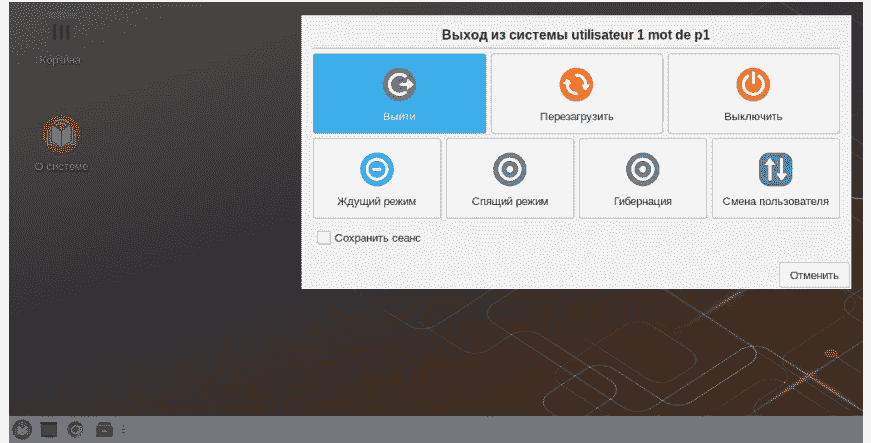 Корзина
О системе
Выход из системы utilisateur 1 mot de p1
Выйти
Перезагрузить
Выключить
Ждущий режим
Спящий режим
Гибернация
Смена пользователя
Сохранить сеанс
Отменить